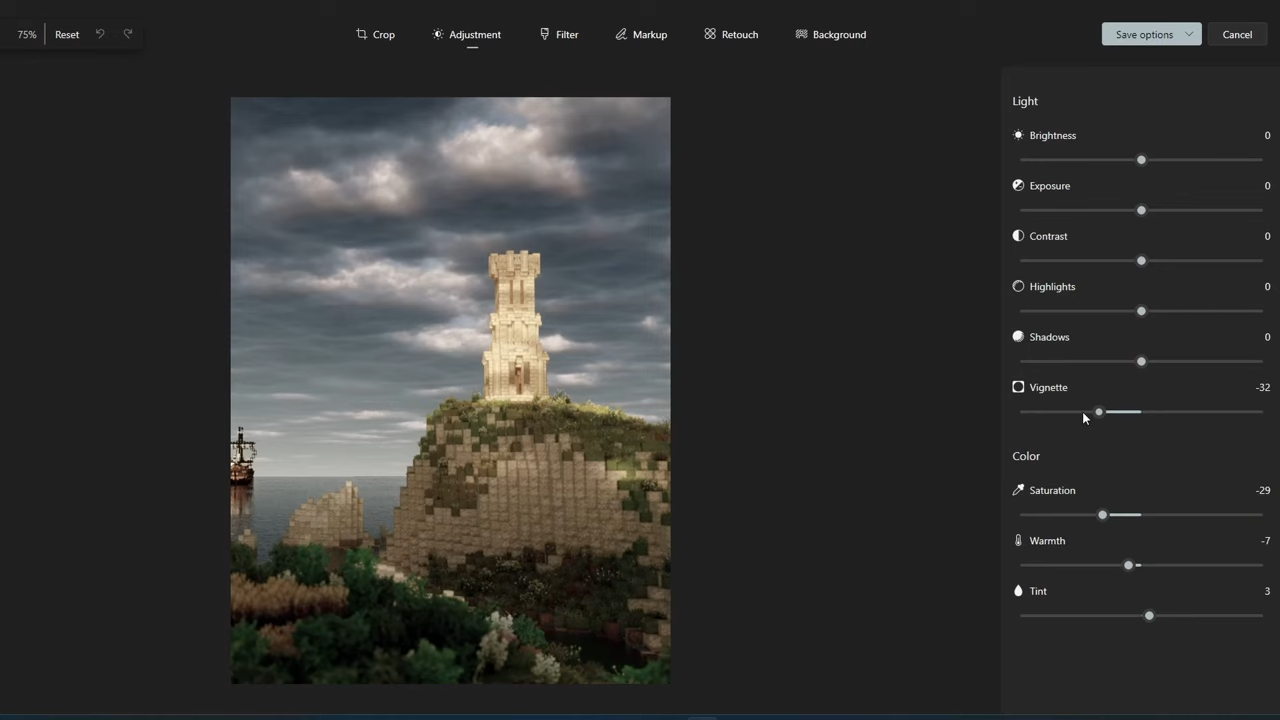 75% Reset Crop Adjustment Filter Markup Retouch Background Save options Cancel
Light
Brightness 0
Exposure 0
Contrast 0
Highlights 0
Shadows 0
Vignette -32
Color
Saturation -29
Warmth -7
Tint 3